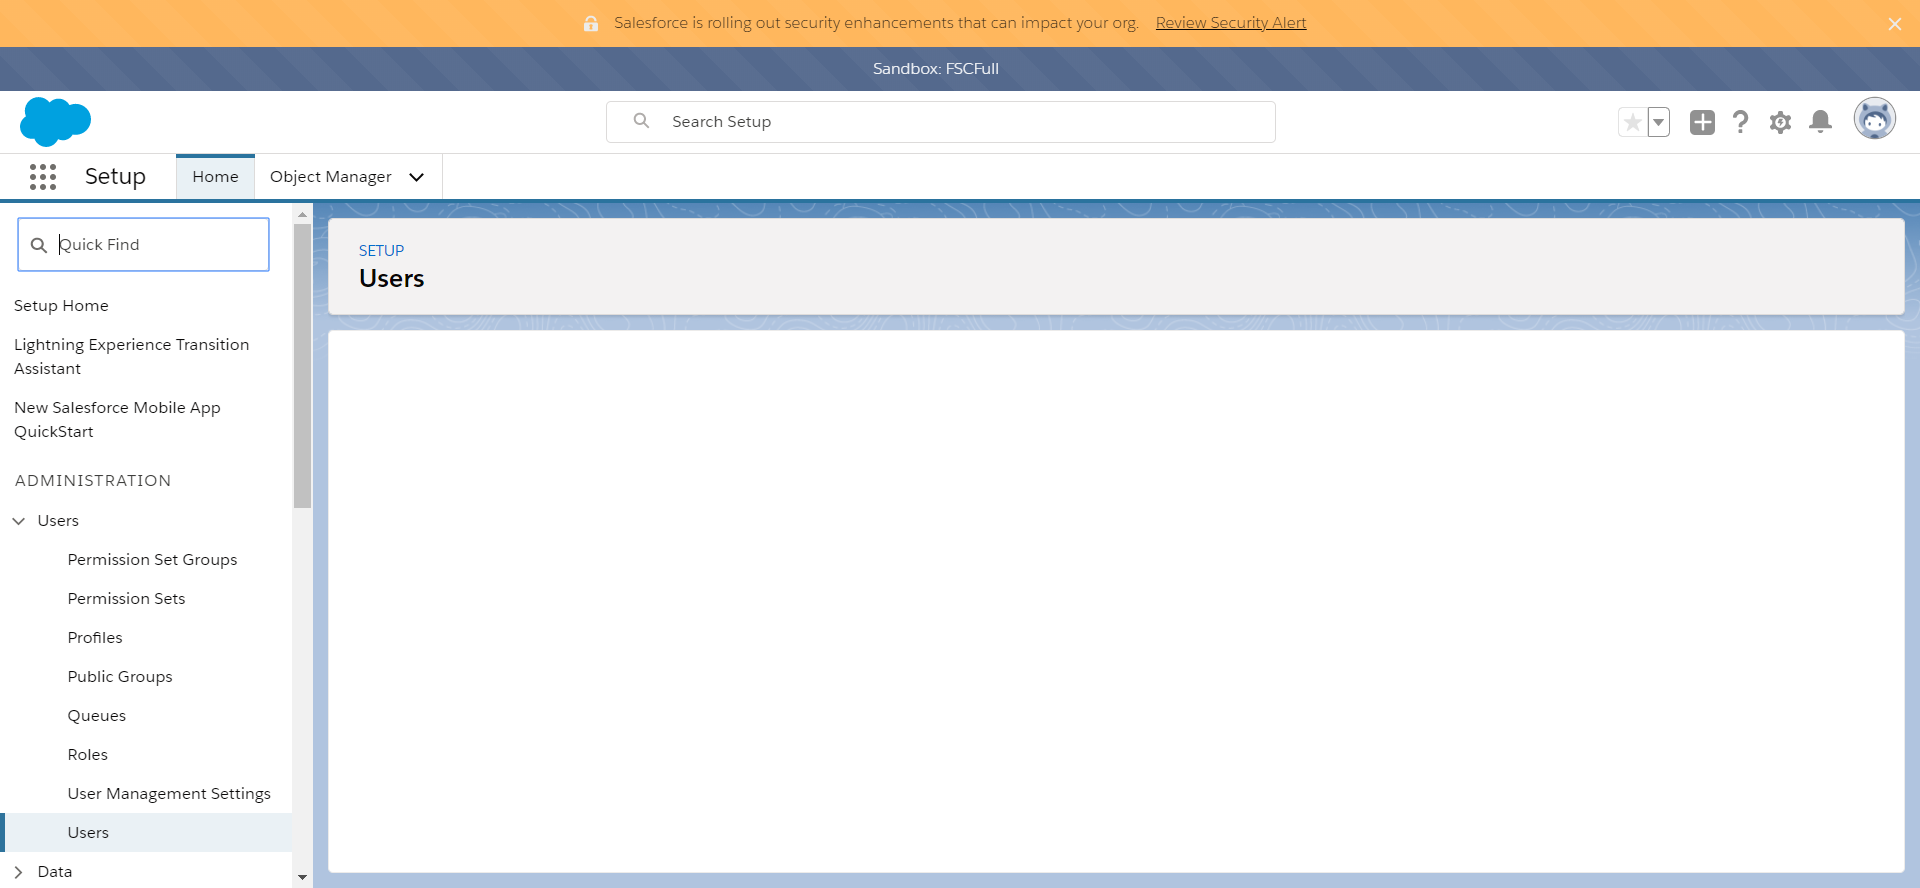 Salesforce is rolling out security enhancements that can impact your org. Review Security Alert
Sandbox: FSCFull
Search Setup
Setup
Home
Object Manager
Quick Find
Setup Home
Lightning Experience Transition
Assistant
New Salesforce Mobile App
QuickStart
ADMINISTRATION
Users
Permission Set Groups
Permission Sets
Profiles
Public Groups
Queues
Roles
User Management Settings
Users
Data
SETUP
Users